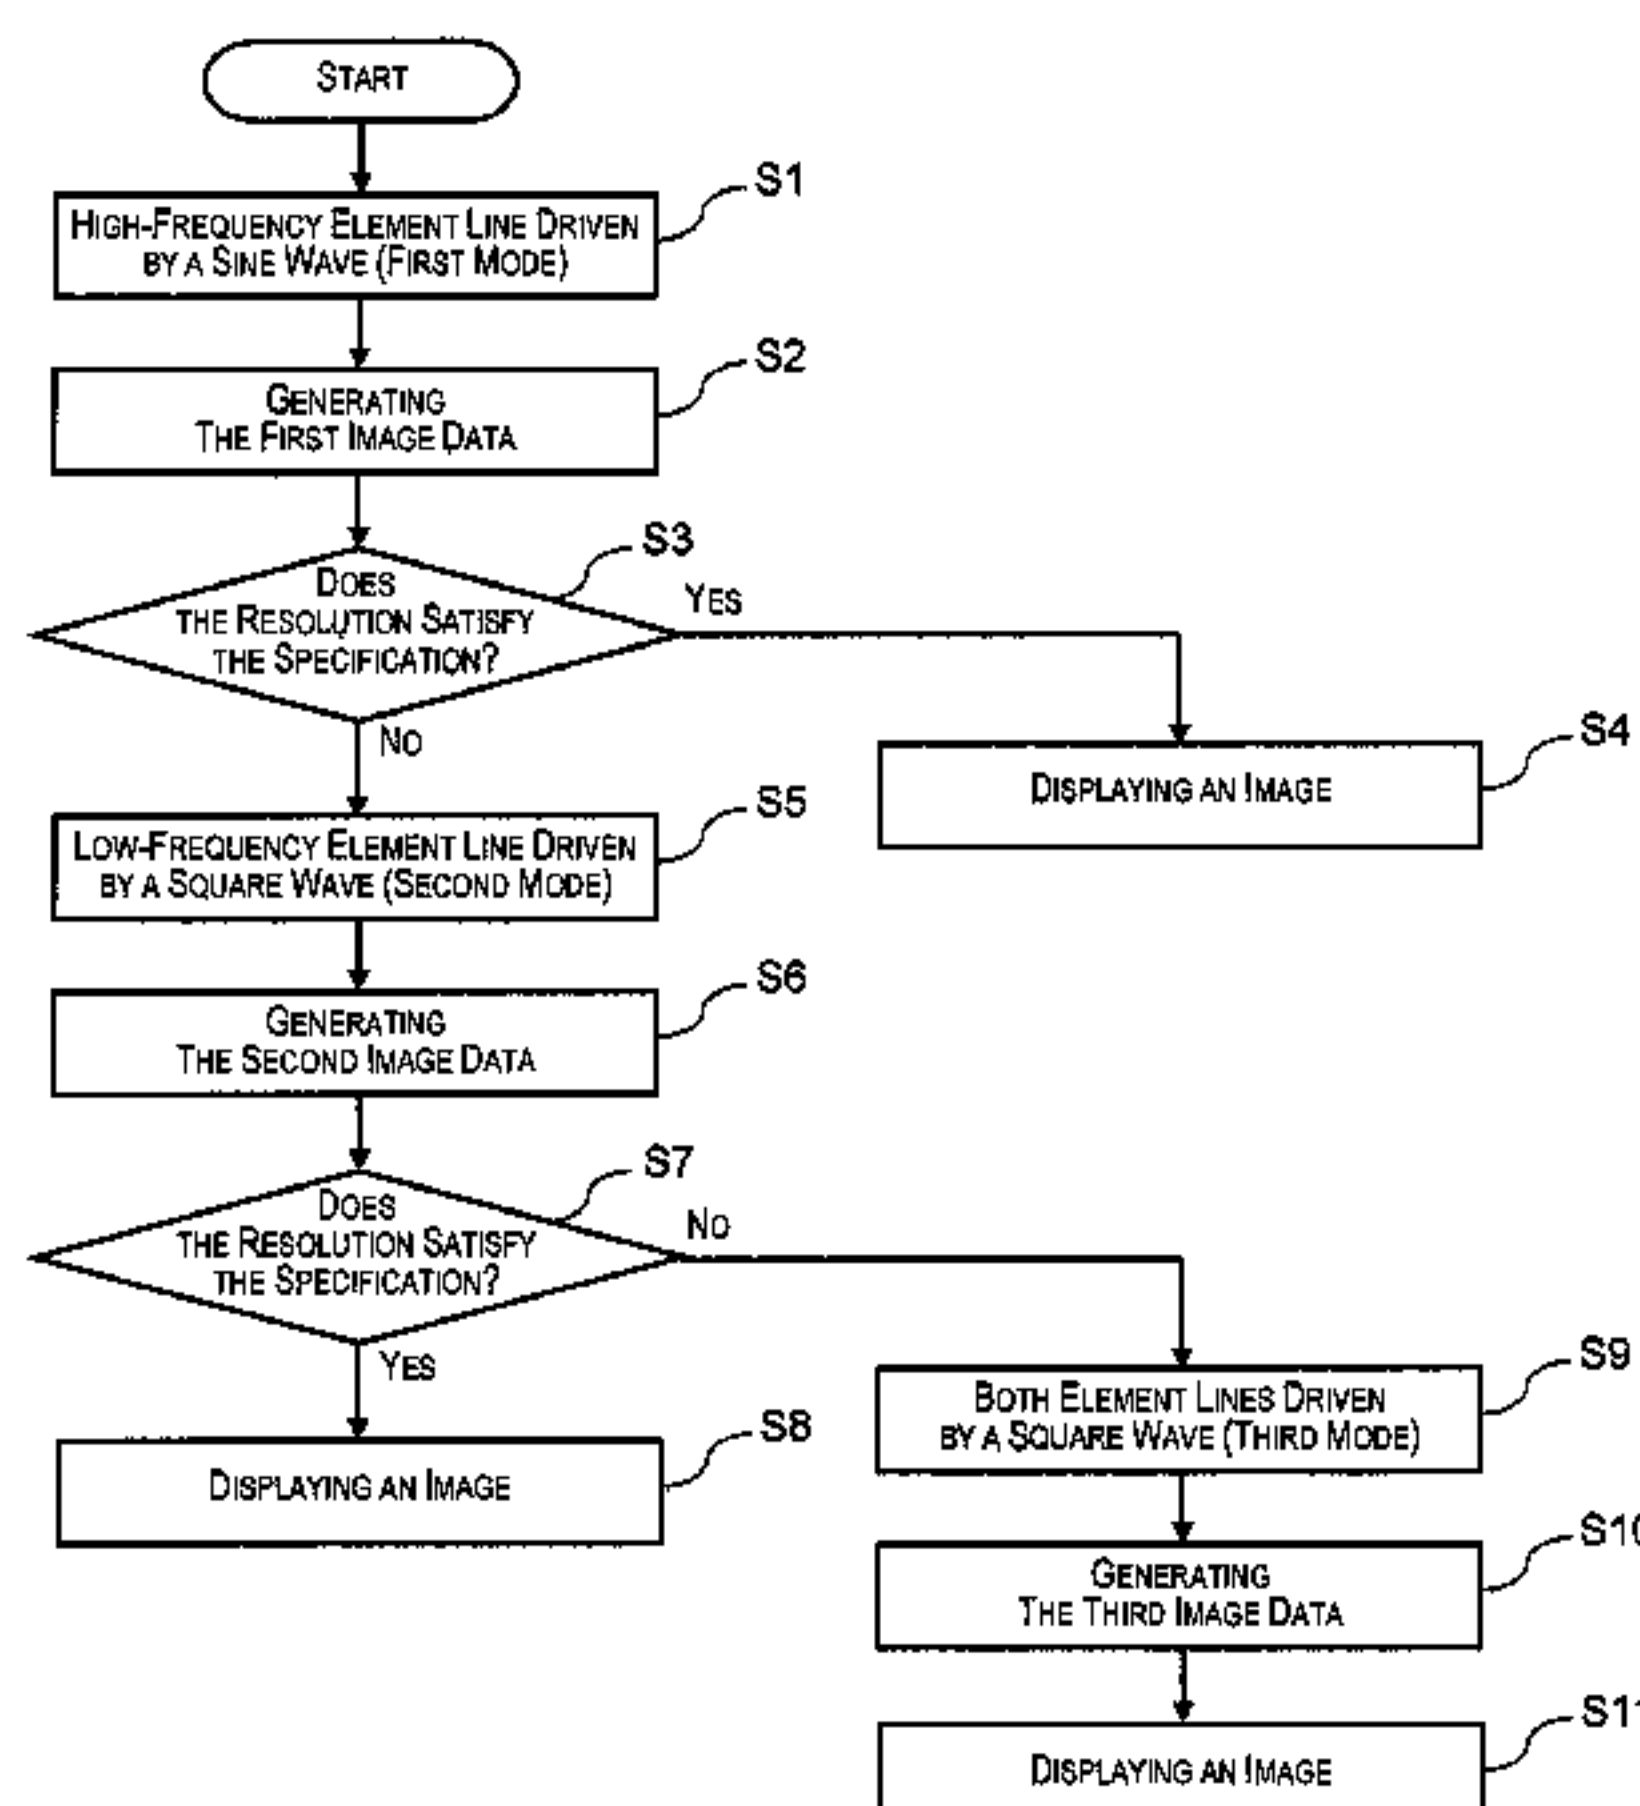 START
S1
HIGH-FREQUENCY ELEMENT LINE DRIVEN
BY A SINE WAVE (FIRST MODE)
S2
GENERATING
THE FIRST IMAGE DATA
S3
DOES
THE RESOLUTION SATISFY
THE SPECIFICATION?
YES
NO
S4
DISPLAYING AN IMAGE
S5
LOW-FREQUENCY ELEMENT LINE DRIVEN
BY A SQUARE WAVE (SECOND MODE)
S6
GENERATING
THE SECOND IMAGE DATA
S7
DOES
THE RESOLUTION SATISFY
THE SPECIFICATION?
NO
YES
S8
DISPLAYING AN IMAGE
S9
BOTH ELEMENT LINES DRIVEN
BY A SQUARE WAVE (THIRD MODE)
S10
GENERATING
THE THIRD IMAGE DATA
S11
DISPLAYING AN IMAGE